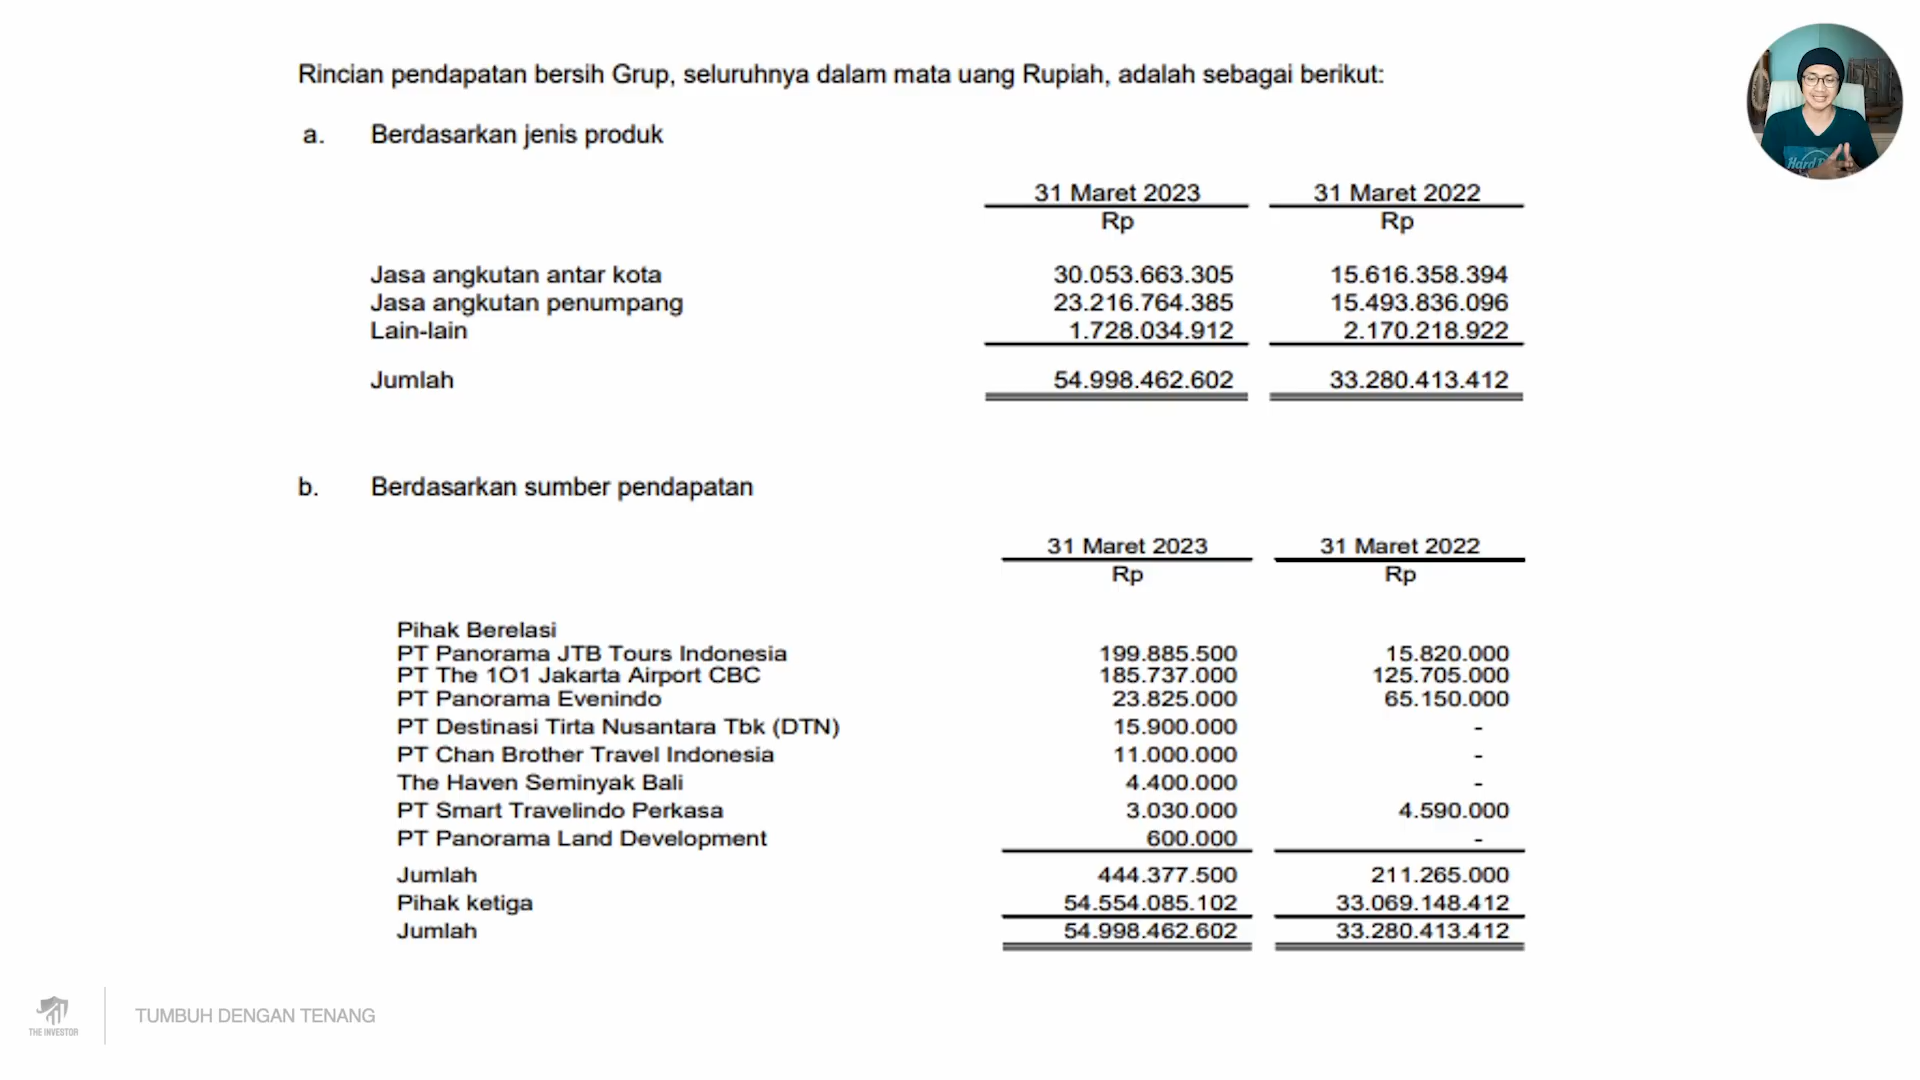 Rincian pendapatan bersih Grup, seluruhnya dalam mata uang Rupiah, adalah sebagai berikut:
a. Berdasarkan jenis produk
31 Maret 2023 31 Maret 2022
Rp Rp
Jasa angkutan antar kota 30.053.663.305 15.616.358.394
Jasa angkutan penumpang 23.216.764.385 15.493.836.096
Lain-lain 1.728.034.912 2.170.218.922
Jumlah 54.998.462.602 33.280.413.412
b. Berdasarkan sumber pendapatan
31 Maret 2023 31 Maret 2022
Rp Rp
Pihak Berelasi
PT Panorama JTB Tours Indonesia 199.885.500 15.820.000
PT The 1O1 Jakarta Airport CBC 185.737.000 125.705.000
PT Panorama Evenindo 23.825.000 65.150.000
PT Destinasi Tirta Nusantara Tbk (DTN) 15.900.000 -
PT Chan Brother Travel Indonesia 11.000.000 -
The Haven Seminyak Bali 4.400.000 -
PT Smart Travelindo Perkasa 3.030.000 4.590.000
PT Panorama Land Development 600.000 -
Jumlah 444.377.500 211.265.000
Pihak ketiga 54.554.085.102 33.069.148.412
Jumlah 54.998.462.602 33.280.413.412
THE INVESTOR
TUMBUH DENGAN TENANG
Hard